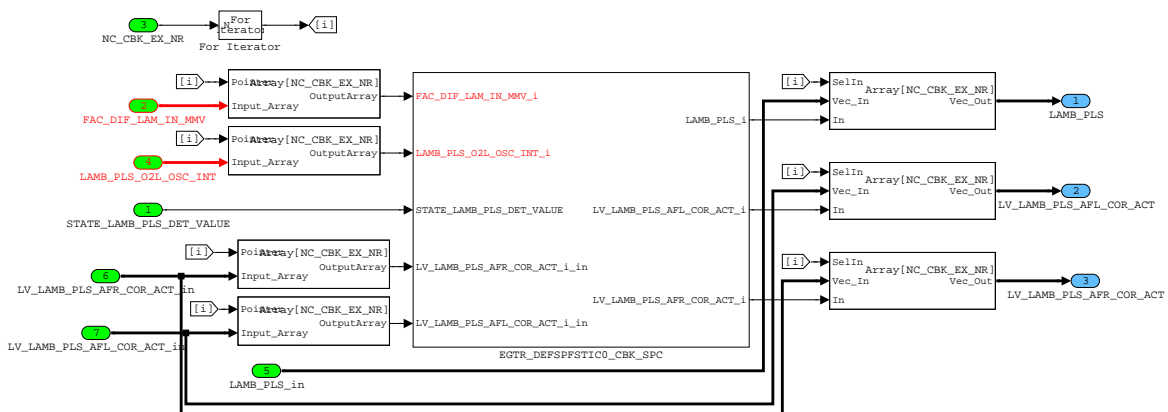 3
NC_CBK_EX_NR
N
For
Iterator
For Iterator
[i]
[i]
Pointer
Array[NC_CBK_EX_NR]
OutputArray
Input_Array
2
FAC_DIF_LAM_IN_MMV
FAC_DIF_LAM_IN_MMV_i
[i]
Pointer
Array[NC_CBK_EX_NR]
OutputArray
Input_Array
4
LAMB_PLS_O2L_OSC_INT
LAMB_PLS_O2L_OSC_INT_i
1
STATE_LAMB_PLS_DET_VALUE
STATE_LAMB_PLS_DET_VALUE
[i]
Pointer
Array[NC_CBK_EX_NR]
OutputArray
Input_Array
6
LV_LAMB_PLS_AFR_COR_ACT_in
LV_LAMB_PLS_AFR_COR_ACT_i_in
[i]
Pointer
Array[NC_CBK_EX_NR]
OutputArray
Input_Array
7
LV_LAMB_PLS_AFL_COR_ACT_in
LV_LAMB_PLS_AFL_COR_ACT_i_in
LAMB_PLS_i
LV_LAMB_PLS_AFL_COR_ACT_i
LV_LAMB_PLS_AFR_COR_ACT_i
EGTR_DEFSPFSTIC0_CBK_SPC
5
LAMB_PLS_in
[i]
SelIn
Array[NC_CBK_EX_NR]
Vec_In
Vec_Out
In
1
LAMB_PLS
[i]
SelIn
Array[NC_CBK_EX_NR]
Vec_In
Vec_Out
In
2
LV_LAMB_PLS_AFL_COR_ACT
[i]
SelIn
Array[NC_CBK_EX_NR]
Vec_In
Vec_Out
In
3
LV_LAMB_PLS_AFR_COR_ACT